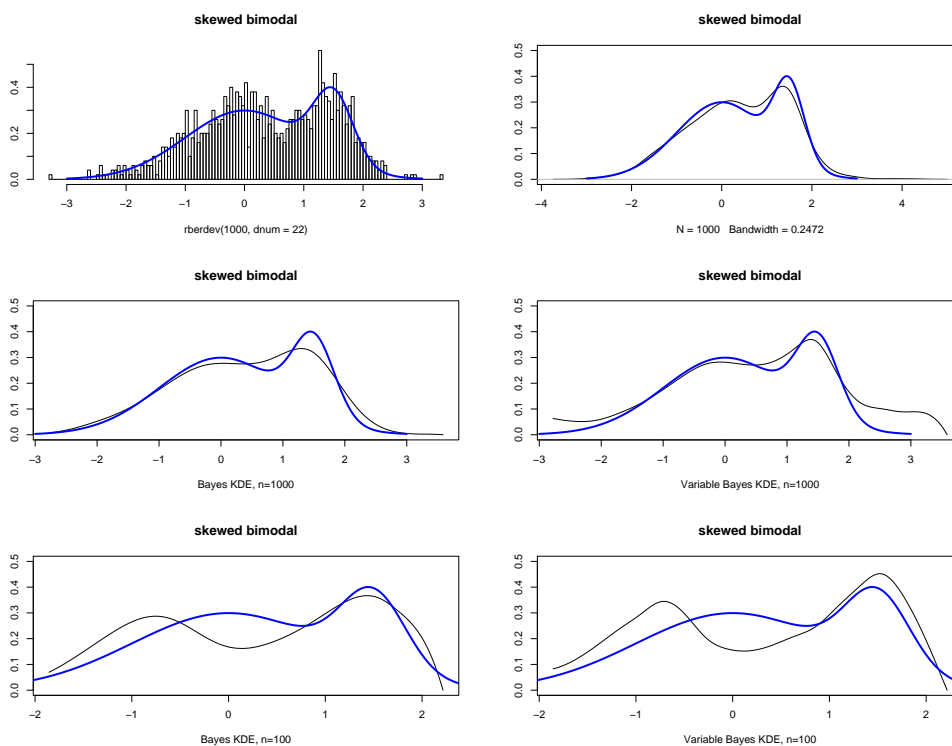 skewed bimodal
0.0 0.2 0.4
−3 −2 −1 0 1 2 3
rberdev(1000, dnum = 22)
skewed bimodal
0.0 0.1 0.2 0.3 0.4 0.5
−4 −2 0 2 4
N = 1000 Bandwidth = 0.2472
skewed bimodal
0.0 0.1 0.2 0.3 0.4 0.5
−3 −2 −1 0 1 2 3
Bayes KDE, n=1000
skewed bimodal
0.0 0.1 0.2 0.3 0.4 0.5
−3 −2 −1 0 1 2 3
Variable Bayes KDE, n=1000
skewed bimodal
0.0 0.1 0.2 0.3 0.4 0.5
−2 −1 0 1 2
Bayes KDE, n=100
skewed bimodal
0.0 0.1 0.2 0.3 0.4 0.5
−2 −1 0 1 2
Variable Bayes KDE, n=100